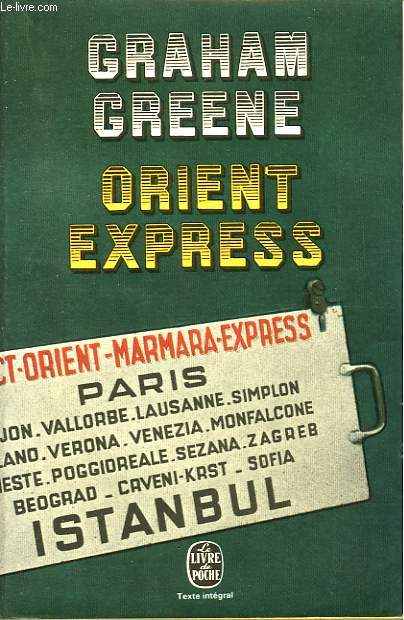 Le-livre.com
GRAHAM
GREENE
ORIENT
EXPRESS
CT-ORIENT-MARMARA-EXPRESS
PARIS
JON.VALLORBE.LAUSANNE.SIMPLON
LANO.VERONA.VENEZIA.MONFALCONE
IESTE.POGGIOREALE.SEZANA.ZAGREB
BEOGRAD-CRVENI-KRST-SOFIA
ISTANBUL
Le
LIVRE
de
POCHE
Texte intégral